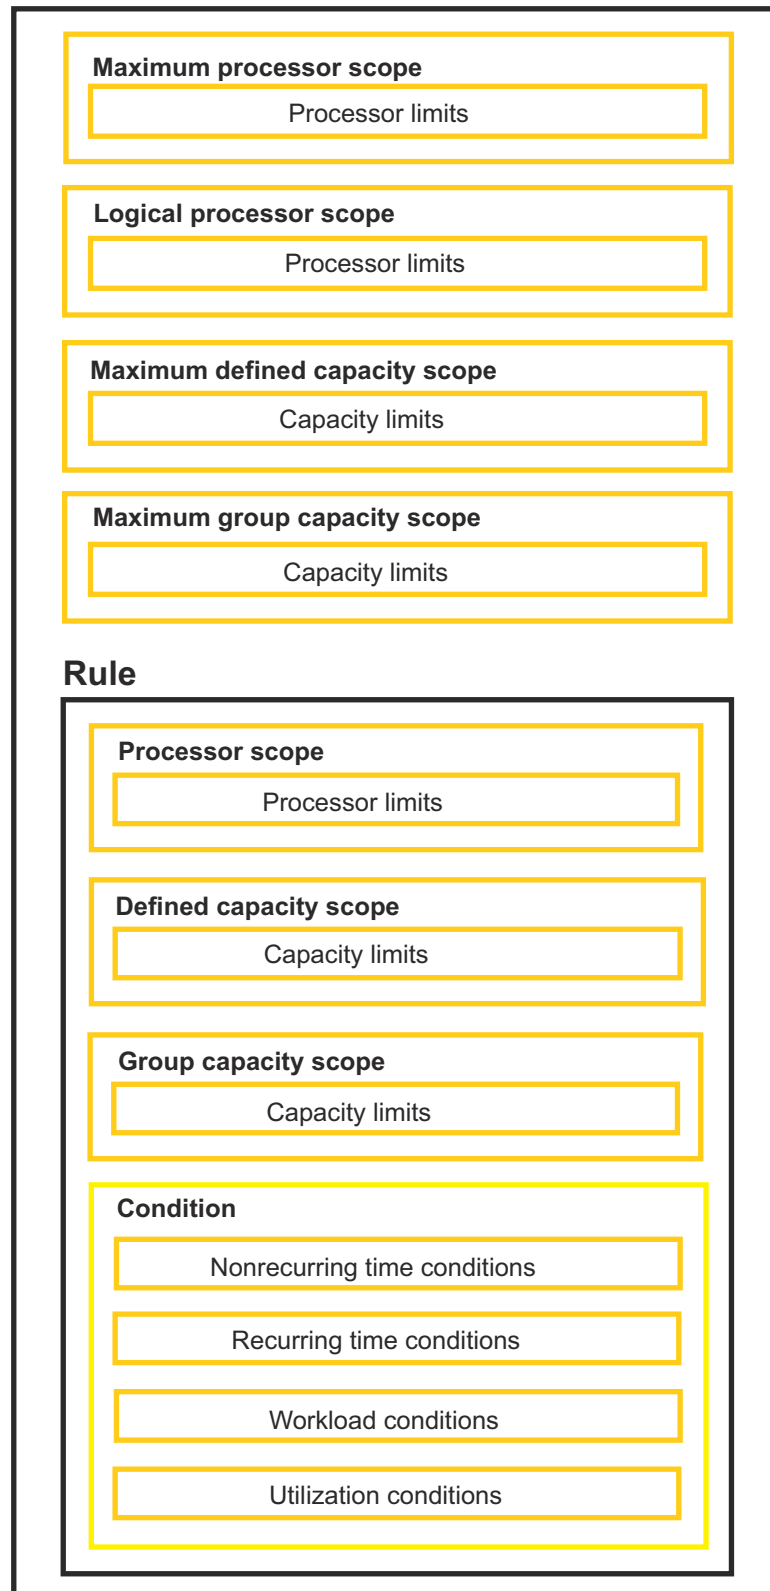 Maximum processor scope
Processor limits
Logical processor scope
Processor limits
Maximum defined capacity scope
Capacity limits
Maximum group capacity scope
Capacity limits
Rule
Processor scope
Processor limits
Defined capacity scope
Capacity limits
Group capacity scope
Capacity limits
Condition
Nonrecurring time conditions
Recurring time conditions
Workload conditions
Utilization conditions